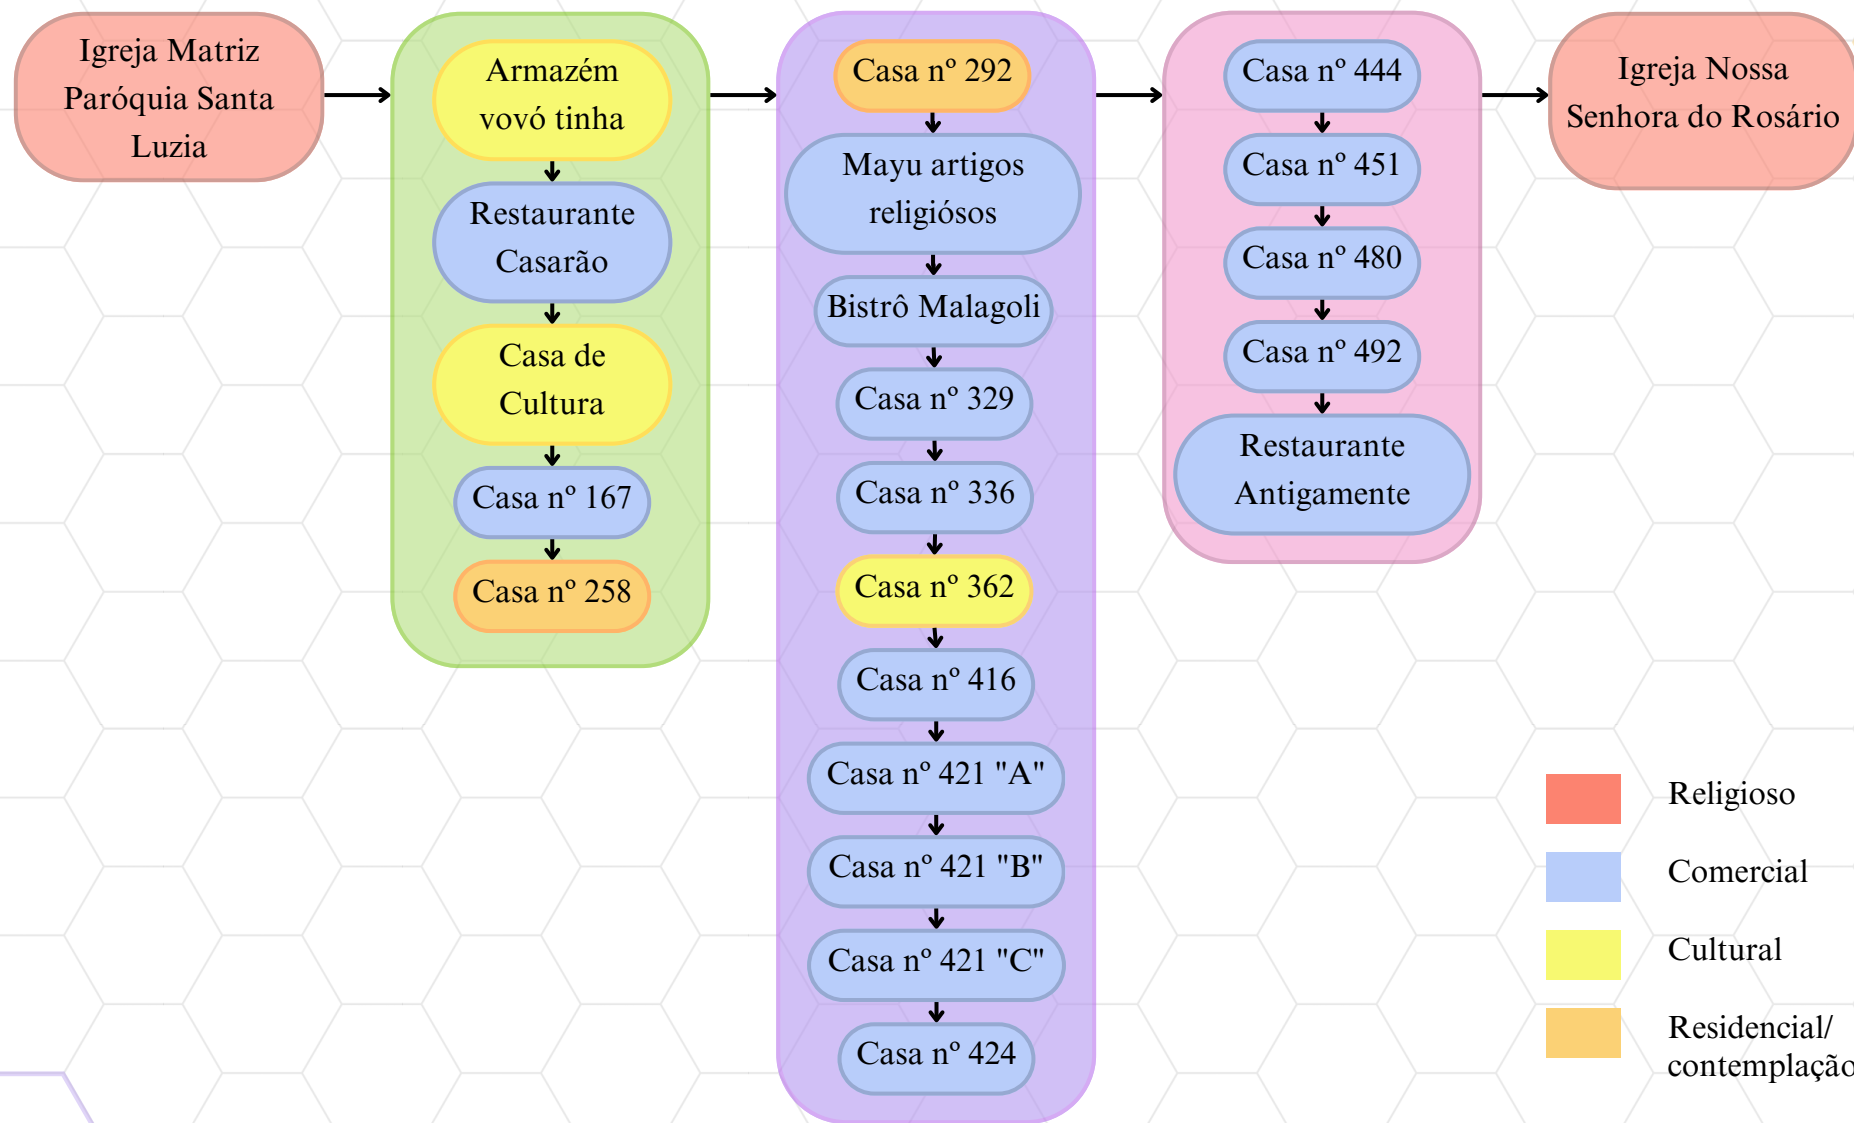 Igreja Matriz
Paróquia Santa
Luzia
Armazém
vovó tinha
Restaurante
Casarão
Casa de
Cultura
Casa nº 167
Casa nº 258
Casa nº 292
Mayu artigos
religiósos
Bistrô Malagoli
Casa nº 329
Casa nº 336
Casa nº 362
Casa nº 416
Casa nº 421 "A"
Casa nº 421 "B"
Casa nº 421 "C"
Casa nº 424
Casa nº 444
Casa nº 451
Casa nº 480
Casa nº 492
Restaurante
Antigamente
Igreja Nossa
Senhora do Rosário
Religioso
Comercial
Cultural
Residencial/
contemplação